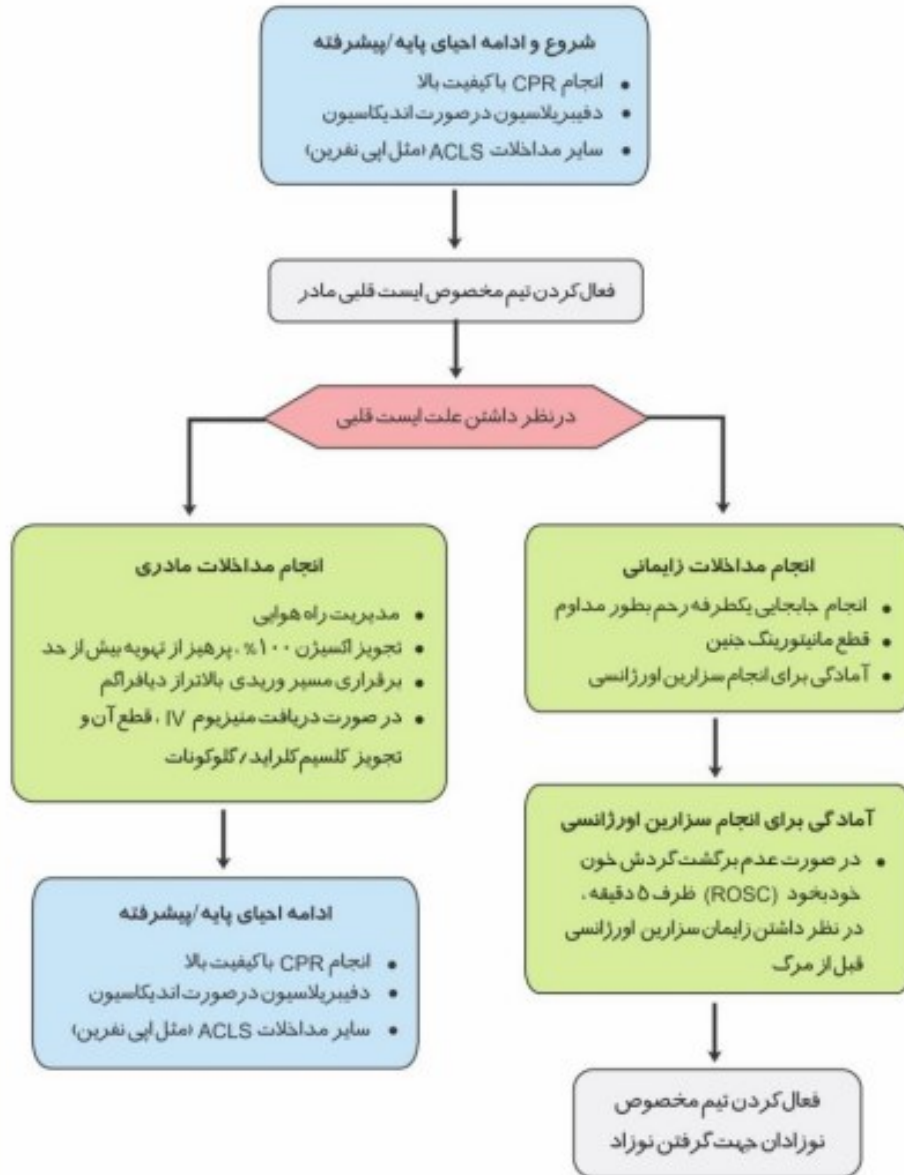 شروع و ادامه احیای پایه/پیشرفته
• انجام CPR با کیفیت بالا
• دفیبریلاسیون در صورت اندیکاسیون
• سایر مداخلات ACLS (مثل اپی نفرین)
فعال کردن تیم مخصوص ایست قلبی مادر
در نظر داشتن علت ایست قلبی
انجام مداخلات زایمانی
• انجام جابجایی یکطرفه رحم بطور مداوم
• قطع مانیتورینگ جنین
• آمادگی برای انجام سزارین اورژانسی
آمادگی برای انجام سزارین اورژانسی
• در صورت عدم برگشت گردش خون
خودبخود (ROSC) ظرف ۵ دقیقه،
در نظر داشتن زایمان سزارین اورژانسی
قبل از مرگ
فعال کردن تیم مخصوص
نوزادان جهت گرفتن نوزاد
انجام مداخلات مادری
• مدیریت راه هوایی
• تجویز اکسیژن ۱۰۰%، پرهیز از تهویه بیش از حد
• برقراری مسیر وریدی بالاتر از دیافراگم
• در صورت دریافت منیزیوم IV، قطع آن و
تجویز کلسیم کلراید/گلوکونات
ادامه احیای پایه/پیشرفته
• انجام CPR با کیفیت بالا
• دفیبریلاسیون در صورت اندیکاسیون
• سایر مداخلات ACLS (مثل اپی نفرین)